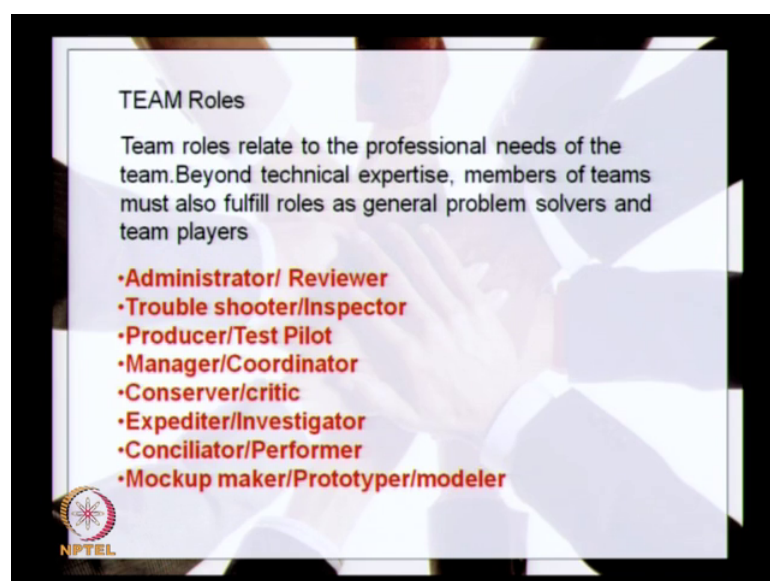 TEAM Roles
Team roles relate to the professional needs of the
team.Beyond technical expertise, members of teams
must also fulfill roles as general problem solvers and
team players
•Administrator/ Reviewer
•Trouble shooter/Inspector
•Producer/Test Pilot
•Manager/Coordinator
•Conserver/critic
•Expediter/Investigator
•Conciliator/Performer
•Mockup maker/Prototyper/modeler
NPTEL